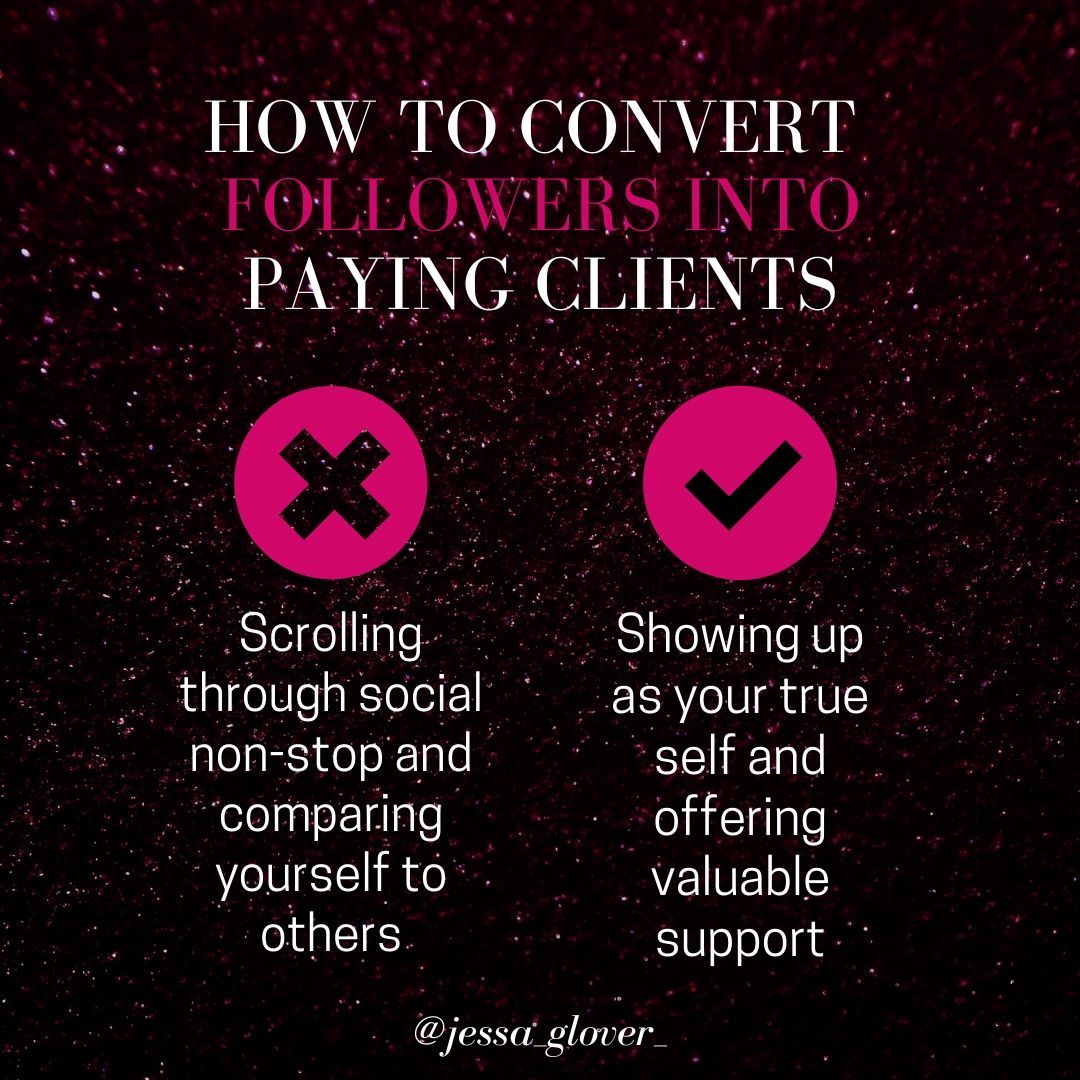 HOW TO CONVERT
FOLLOWERS INTO
PAYING CLIENTS
Scrolling
through social
non-stop and
comparing
yourself to
others
Showing up
as your true
self and
offering
valuable
support
@jessa_glover_